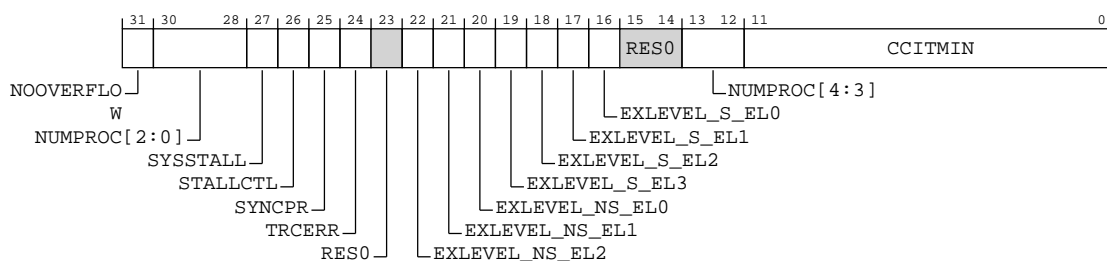 31 30 28 27 26 25 24 23 22 21 20 19 18 17 16 15 14 13 12 11 0
RES0 CCITMIN
NOOVERFLO NUMPROC[4:3]
W EXLEVEL_S_EL0
NUMPROC[2:0] EXLEVEL_S_EL1
SYSSTALL EXLEVEL_S_EL2
STALLCTL EXLEVEL_S_EL3
SYNCPR EXLEVEL_NS_EL0
TRCERR EXLEVEL_NS_EL1
RES0 EXLEVEL_NS_EL2